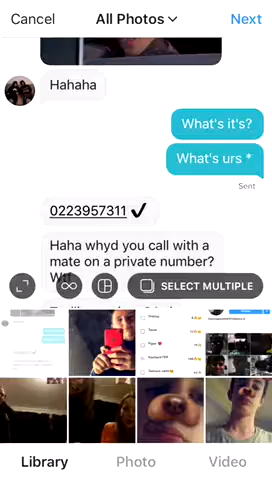 Cancel
All Photos
Next
Hahaha
What's it's?
What's urs *
Sent
0223957311 ✔
Haha whyd you call with a
mate on a private number?
SELECT MULTIPLE
Library
Photo
Video